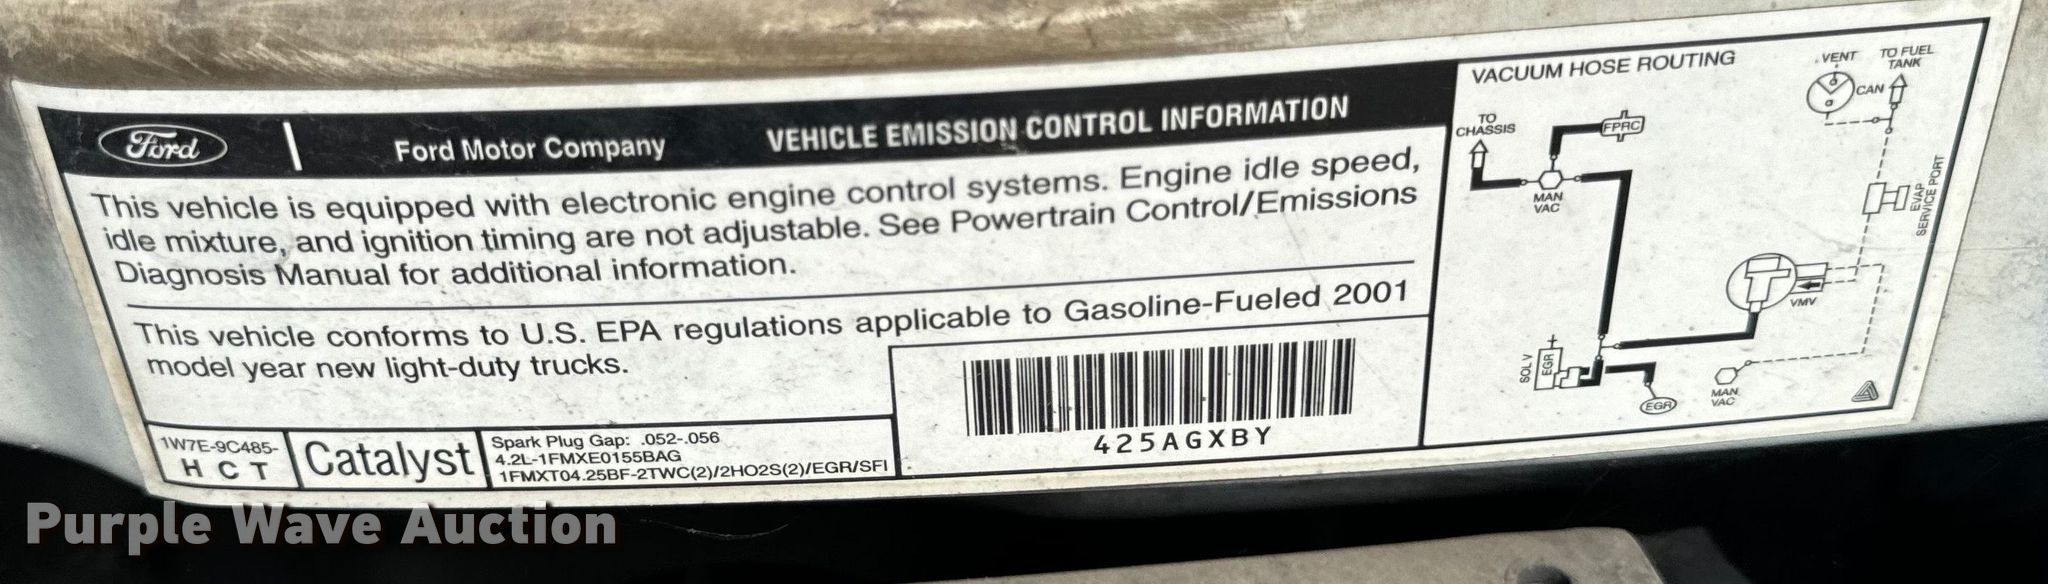 Ford
Ford Motor Company
VEHICLE EMISSION CONTROL INFORMATION
This vehicle is equipped with electronic engine control systems. Engine idle speed,
idle mixture, and ignition timing are not adjustable. See Powertrain Control/Emissions
Diagnosis Manual for additional information.
This vehicle conforms to U.S. EPA regulations applicable to Gasoline-Fueled 2001
model year new light-duty trucks.
1W7E-9C485-
H C T
Catalyst
Spark Plug Gap: .052-.056
4.2L-1FMXE0155BAG
1FMXT04.25BF-2TWC(2)/2HO2S(2)/EGR/SFI
425AGXBY
VACUUM HOSE ROUTING
VENT
TO FUEL
TANK
CAN
TO
CHASSIS
FPRC
MAN
VAC
EVAP
SERVICE PORT
VMV
SOL V
EGR
EGR
MAN
VAC
Purple Wave Auction